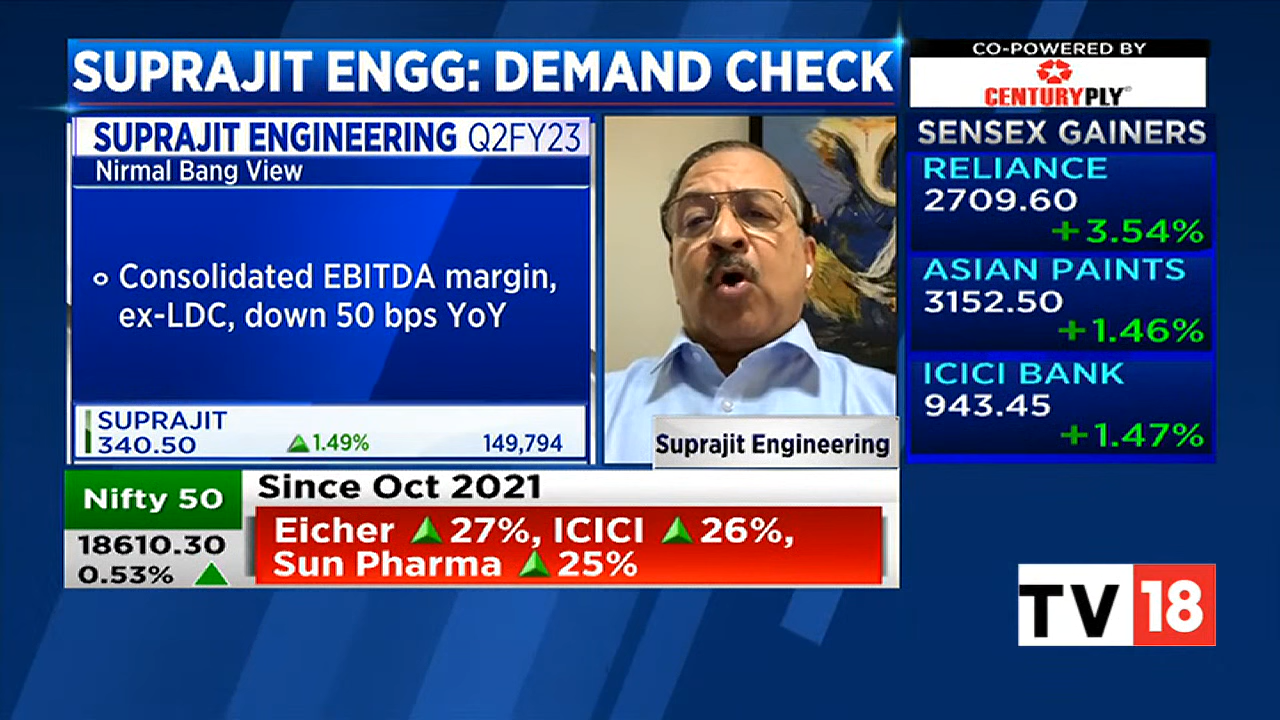 SUPRAJIT ENGG: DEMAND CHECK
CO-POWERED BY
CENTURYPLY
SUPRAJIT ENGINEERING Q2FY23
Nirmal Bang View
Consolidated EBITDA margin,
ex-LDC, down 50 bps YoY
SUPRAJIT
340.50 1.49% 149,794
Suprajit Engineering
SENSEX GAINERS
RELIANCE
2709.60
+3.54%
ASIAN PAINTS
3152.50
+1.46%
ICICI BANK
943.45
+1.47%
Nifty 50
18610.30
0.53%
Since Oct 2021
Eicher 27%, ICICI 26%,
Sun Pharma 25%
TV18